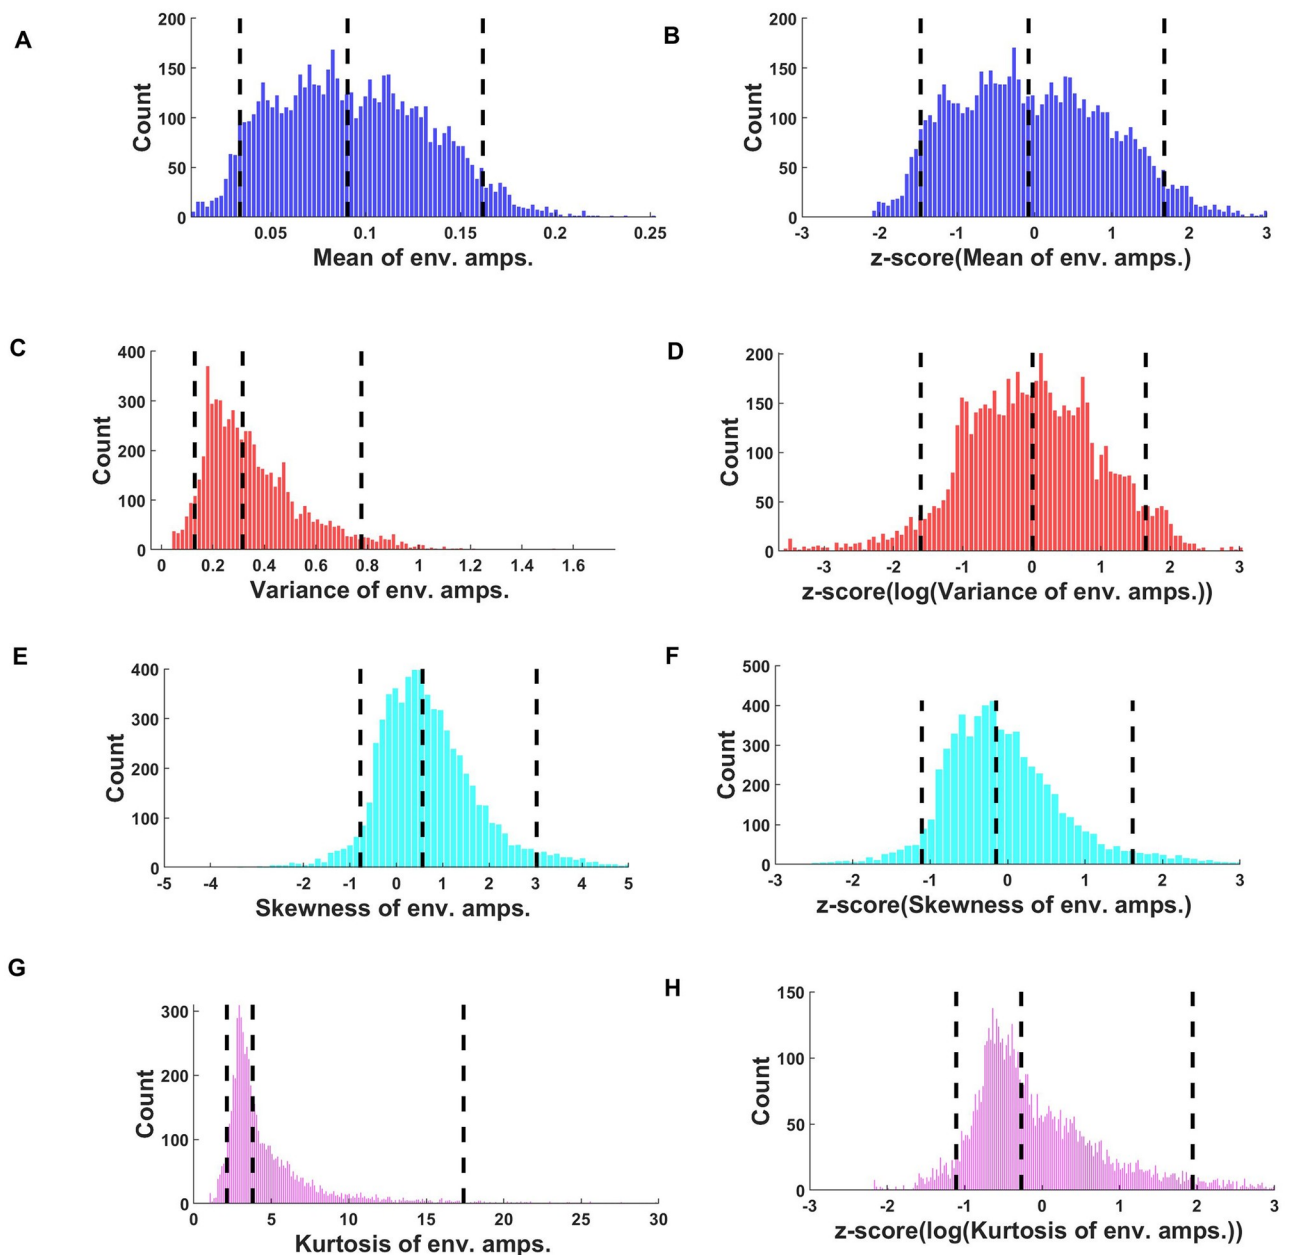 A
200
150
100
50
0
Count
0.05 0.1 0.15 0.2 0.25
Mean of env. amps.
B
200
150
100
50
0
Count
-3 -2 -1 0 1 2 3
z-score(Mean of env. amps.)
C
400
300
200
100
0
Count
0 0.2 0.4 0.6 0.8 1 1.2 1.4 1.6
Variance of env. amps.
D
200
150
100
50
0
Count
-3 -2 -1 0 1 2 3
z-score(log(Variance of env. amps.))
E
400
300
200
100
0
Count
-5 -4 -2 -1 0 1 2 3 4 5
Skewness of env. amps.
F
500
400
300
200
100
0
Count
-3 -2 -1 0 1 2 3
z-score(Skewness of env. amps.)
G
300
200
100
0
Count
0 5 10 15 20 25 30
Kurtosis of env. amps.
H
150
100
50
0
Count
-3 -2 -1 0 1 2 3
z-score(log(Kurtosis of env. amps.))